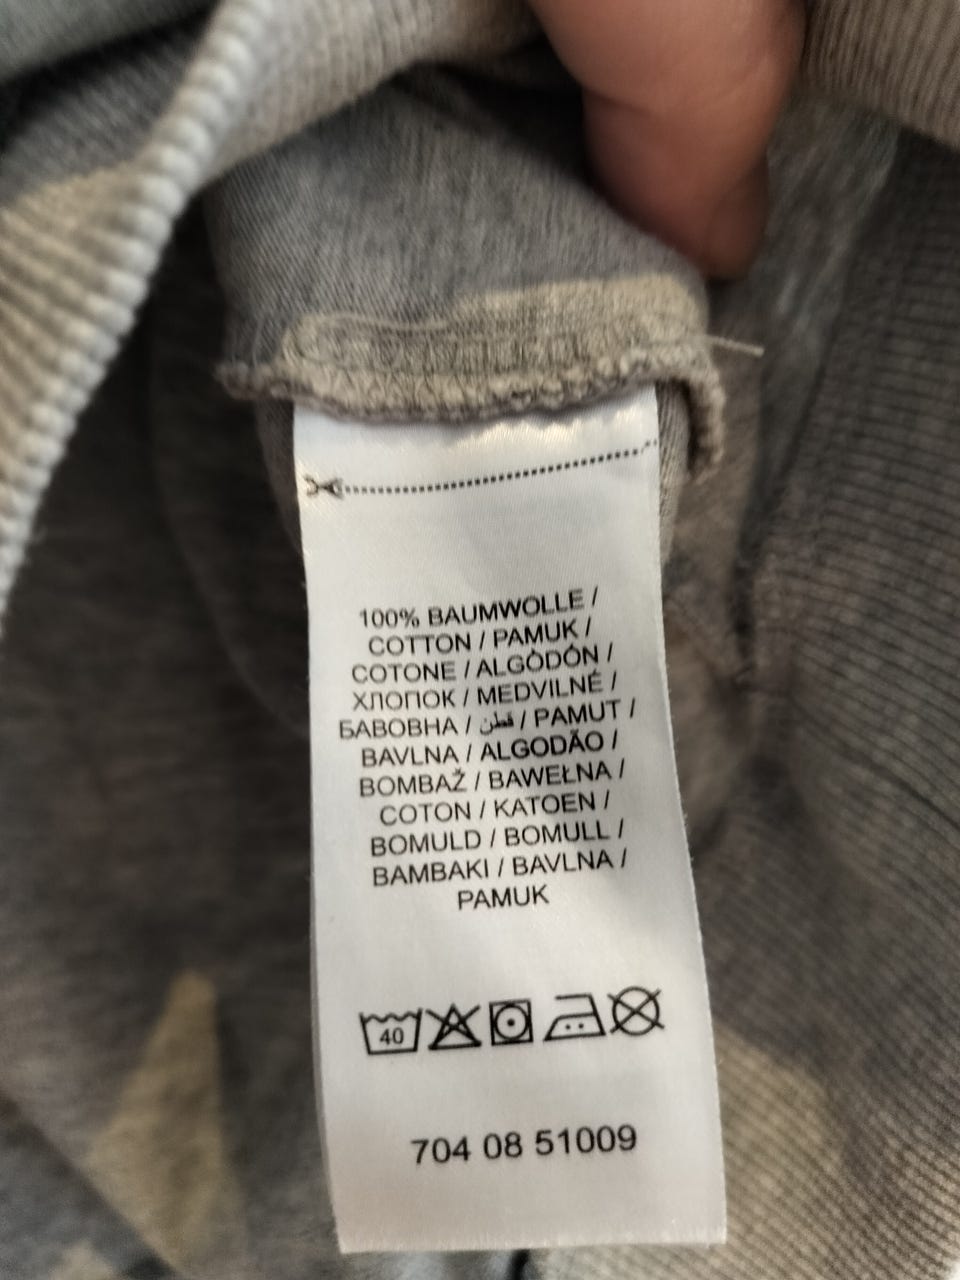 100% BAUMWOLLE /
COTTON / PAMUK /
COTONE / ALGÒDÓN /
ХЛОПОК / MEDVILNÉ /
БАВОВНА / قطن / PAMUT /
BAVLNA / ALGODÃO /
BOMBAŽ / BAWEŁNA /
COTON / KATOEN /
BOMULD / BOMULL /
BAMBAKI / BAVLNA /
PAMUK
40
704 08 51009